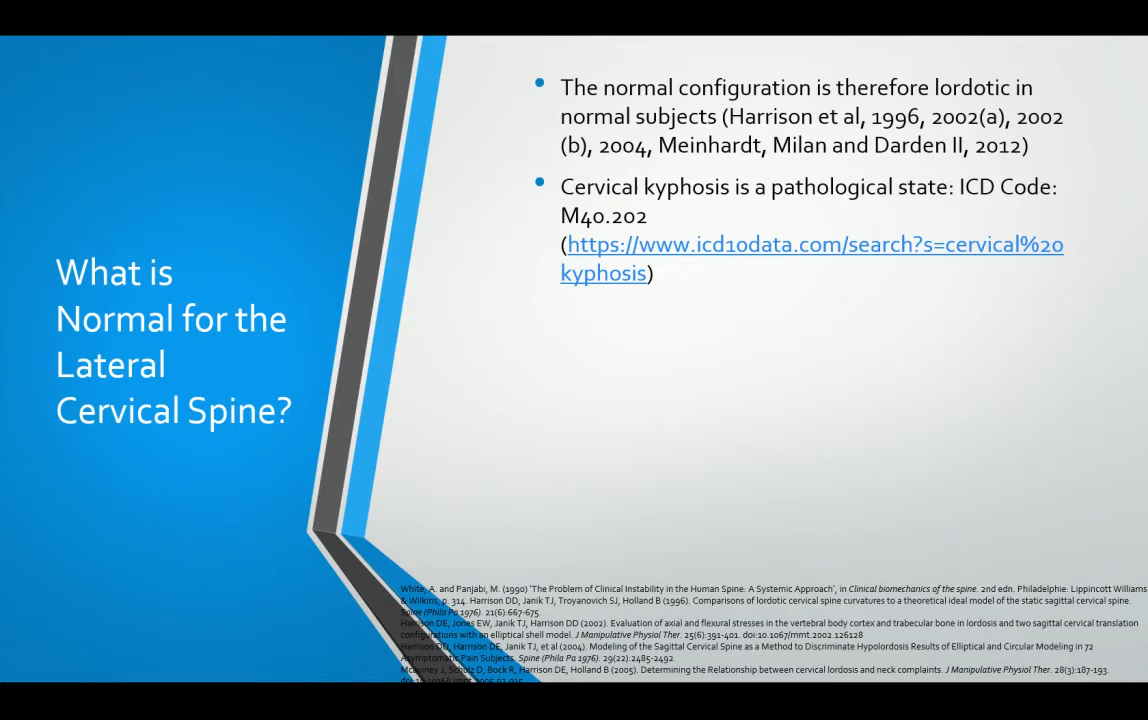 What is
Normal for the
Lateral
Cervical Spine?
The normal configuration is therefore lordotic in
normal subjects (Harrison et al, 1996, 2002(a), 2002
(b), 2004, Meinhardt, Milan and Darden II, 2012)
Cervical kyphosis is a pathological state: ICD Code:
M40.202
(https://www.icd10data.com/search?s=cervical%20
kyphosis)
White, A. and Panjabi, M. (1990) 'The Problem of Clinical Instability in the Human Spine: A Systemic Approach', in Clinical biomechanics of the spine. 2nd edn. Philadelphie: Lippincott Williams
& Wilkins, p. 314. Harrison DD, Janik TJ, Troyanovich SJ, Holland B (1996). Comparisons of lordotic cervical spine curvatures to a theoretical ideal model of the static sagittal cervical spine.
Spine (Phila Pa 1976). 21(6):667-675.
Harrison DE, Jones EW, Janik TJ, Harrison DD (2002). Evaluation of axial and flexural stresses in the vertebral body cortex and trabecular bone in lordosis and two sagittal cervical translation
configurations with an elliptical shell model. J Manipulative Physiol Ther. 25(6):391-401. doi:10.1067/mmt.2002.126128
Harrison DD, Harrison DE, Janik TJ, et al (2004). Modeling of the Sagittal Cervical Spine as a Method to Discriminate Hypolordosis Results of Elliptical and Circular Modeling in 72
Asymptomatic Pain Subjects. Spine (Phila Pa 1976). 29(22):2485-2492.
Mcaviney J, Schulz D, Bock R, Harrison DE, Holland B (2005). Determining the Relationship between cervical lordosis and neck complaints. J Manipulative Physiol Ther. 28(3):187-193.